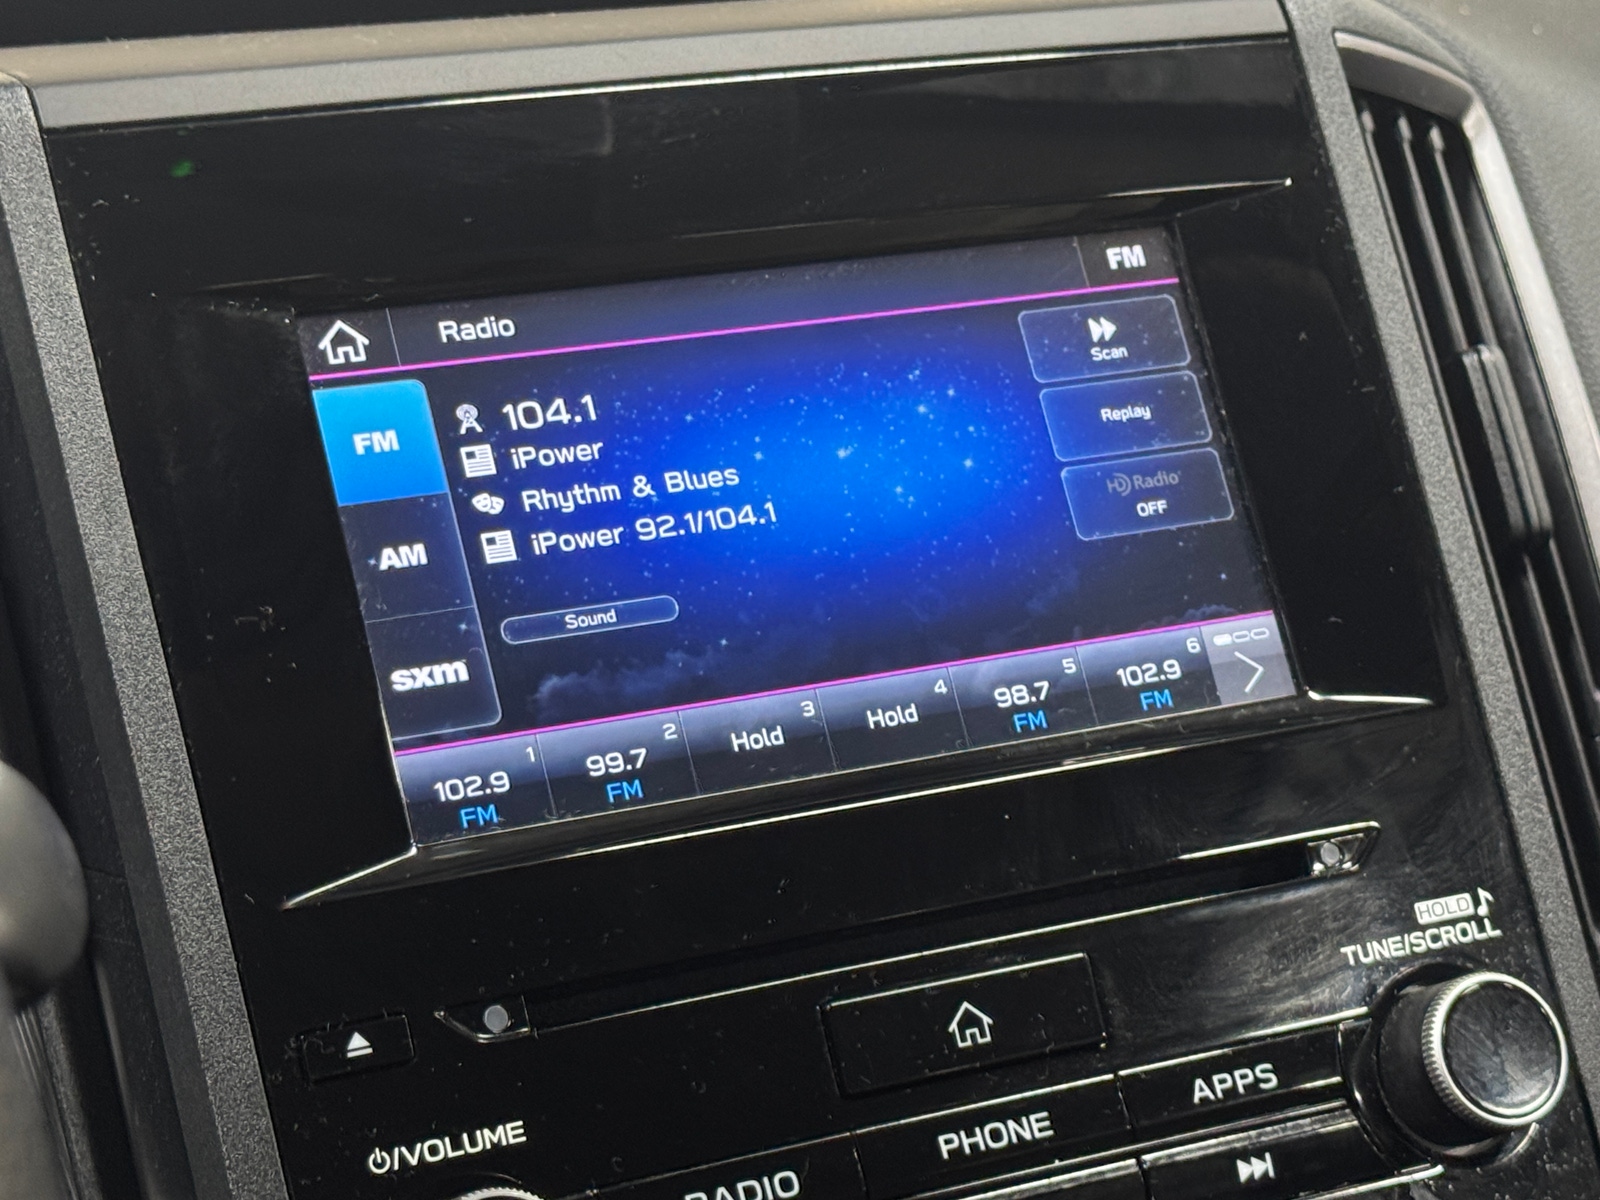 Radio
FM
FM
AM
sxm
104.1
iPower
Rhythm & Blues
iPower 92.1/104.1
Sound
Scan
Replay
HD Radio
OFF
1
102.9
FM
2
99.7
FM
3
Hold
4
Hold
5
98.7
FM
6
102.9
FM
HOLD
TUNE/SCROLL
/VOLUME
RADIO
PHONE
APPS